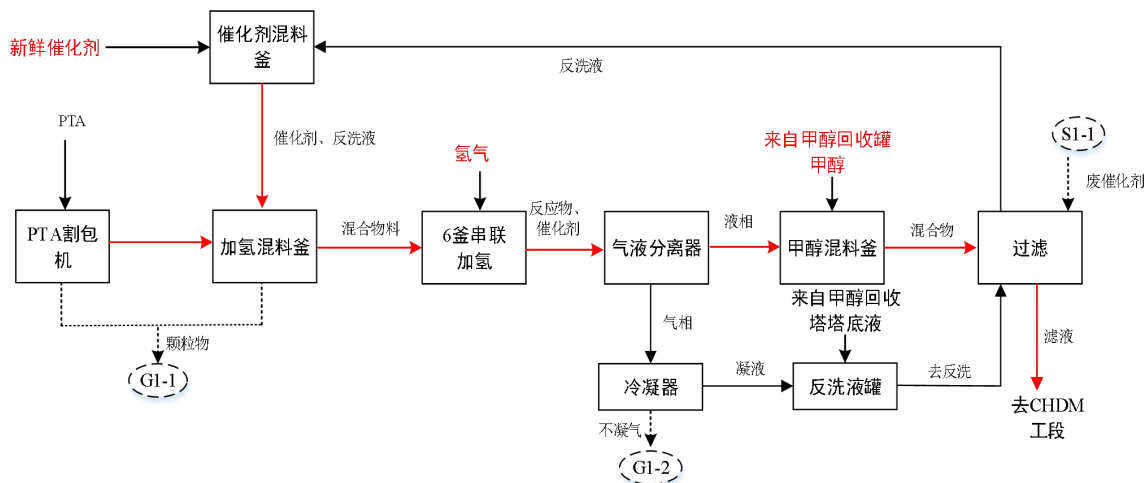 新鲜催化剂
催化剂混料
釜
反洗液
PTA
催化剂、反洗液
氢气
来自甲醇回收罐
甲醇
S1-1
废催化剂
PTA割包
机
加氢混料釜
混合物料
6釜串联
加氢
反应物、
催化剂
气液分离器
液相
甲醇混料釜
混合物
过滤
颗粒物
G1-1
气相
来自甲醇回收
塔塔底液
滤液
冷凝器
凝液
反洗液罐
去反洗
去CHDM
工段
不凝气
G1-2